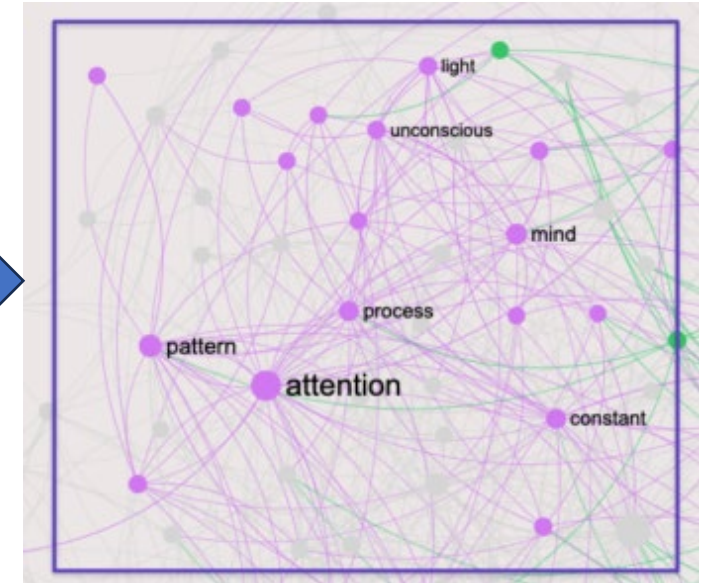 light
unconscious
mind
process
pattern
attention
constant